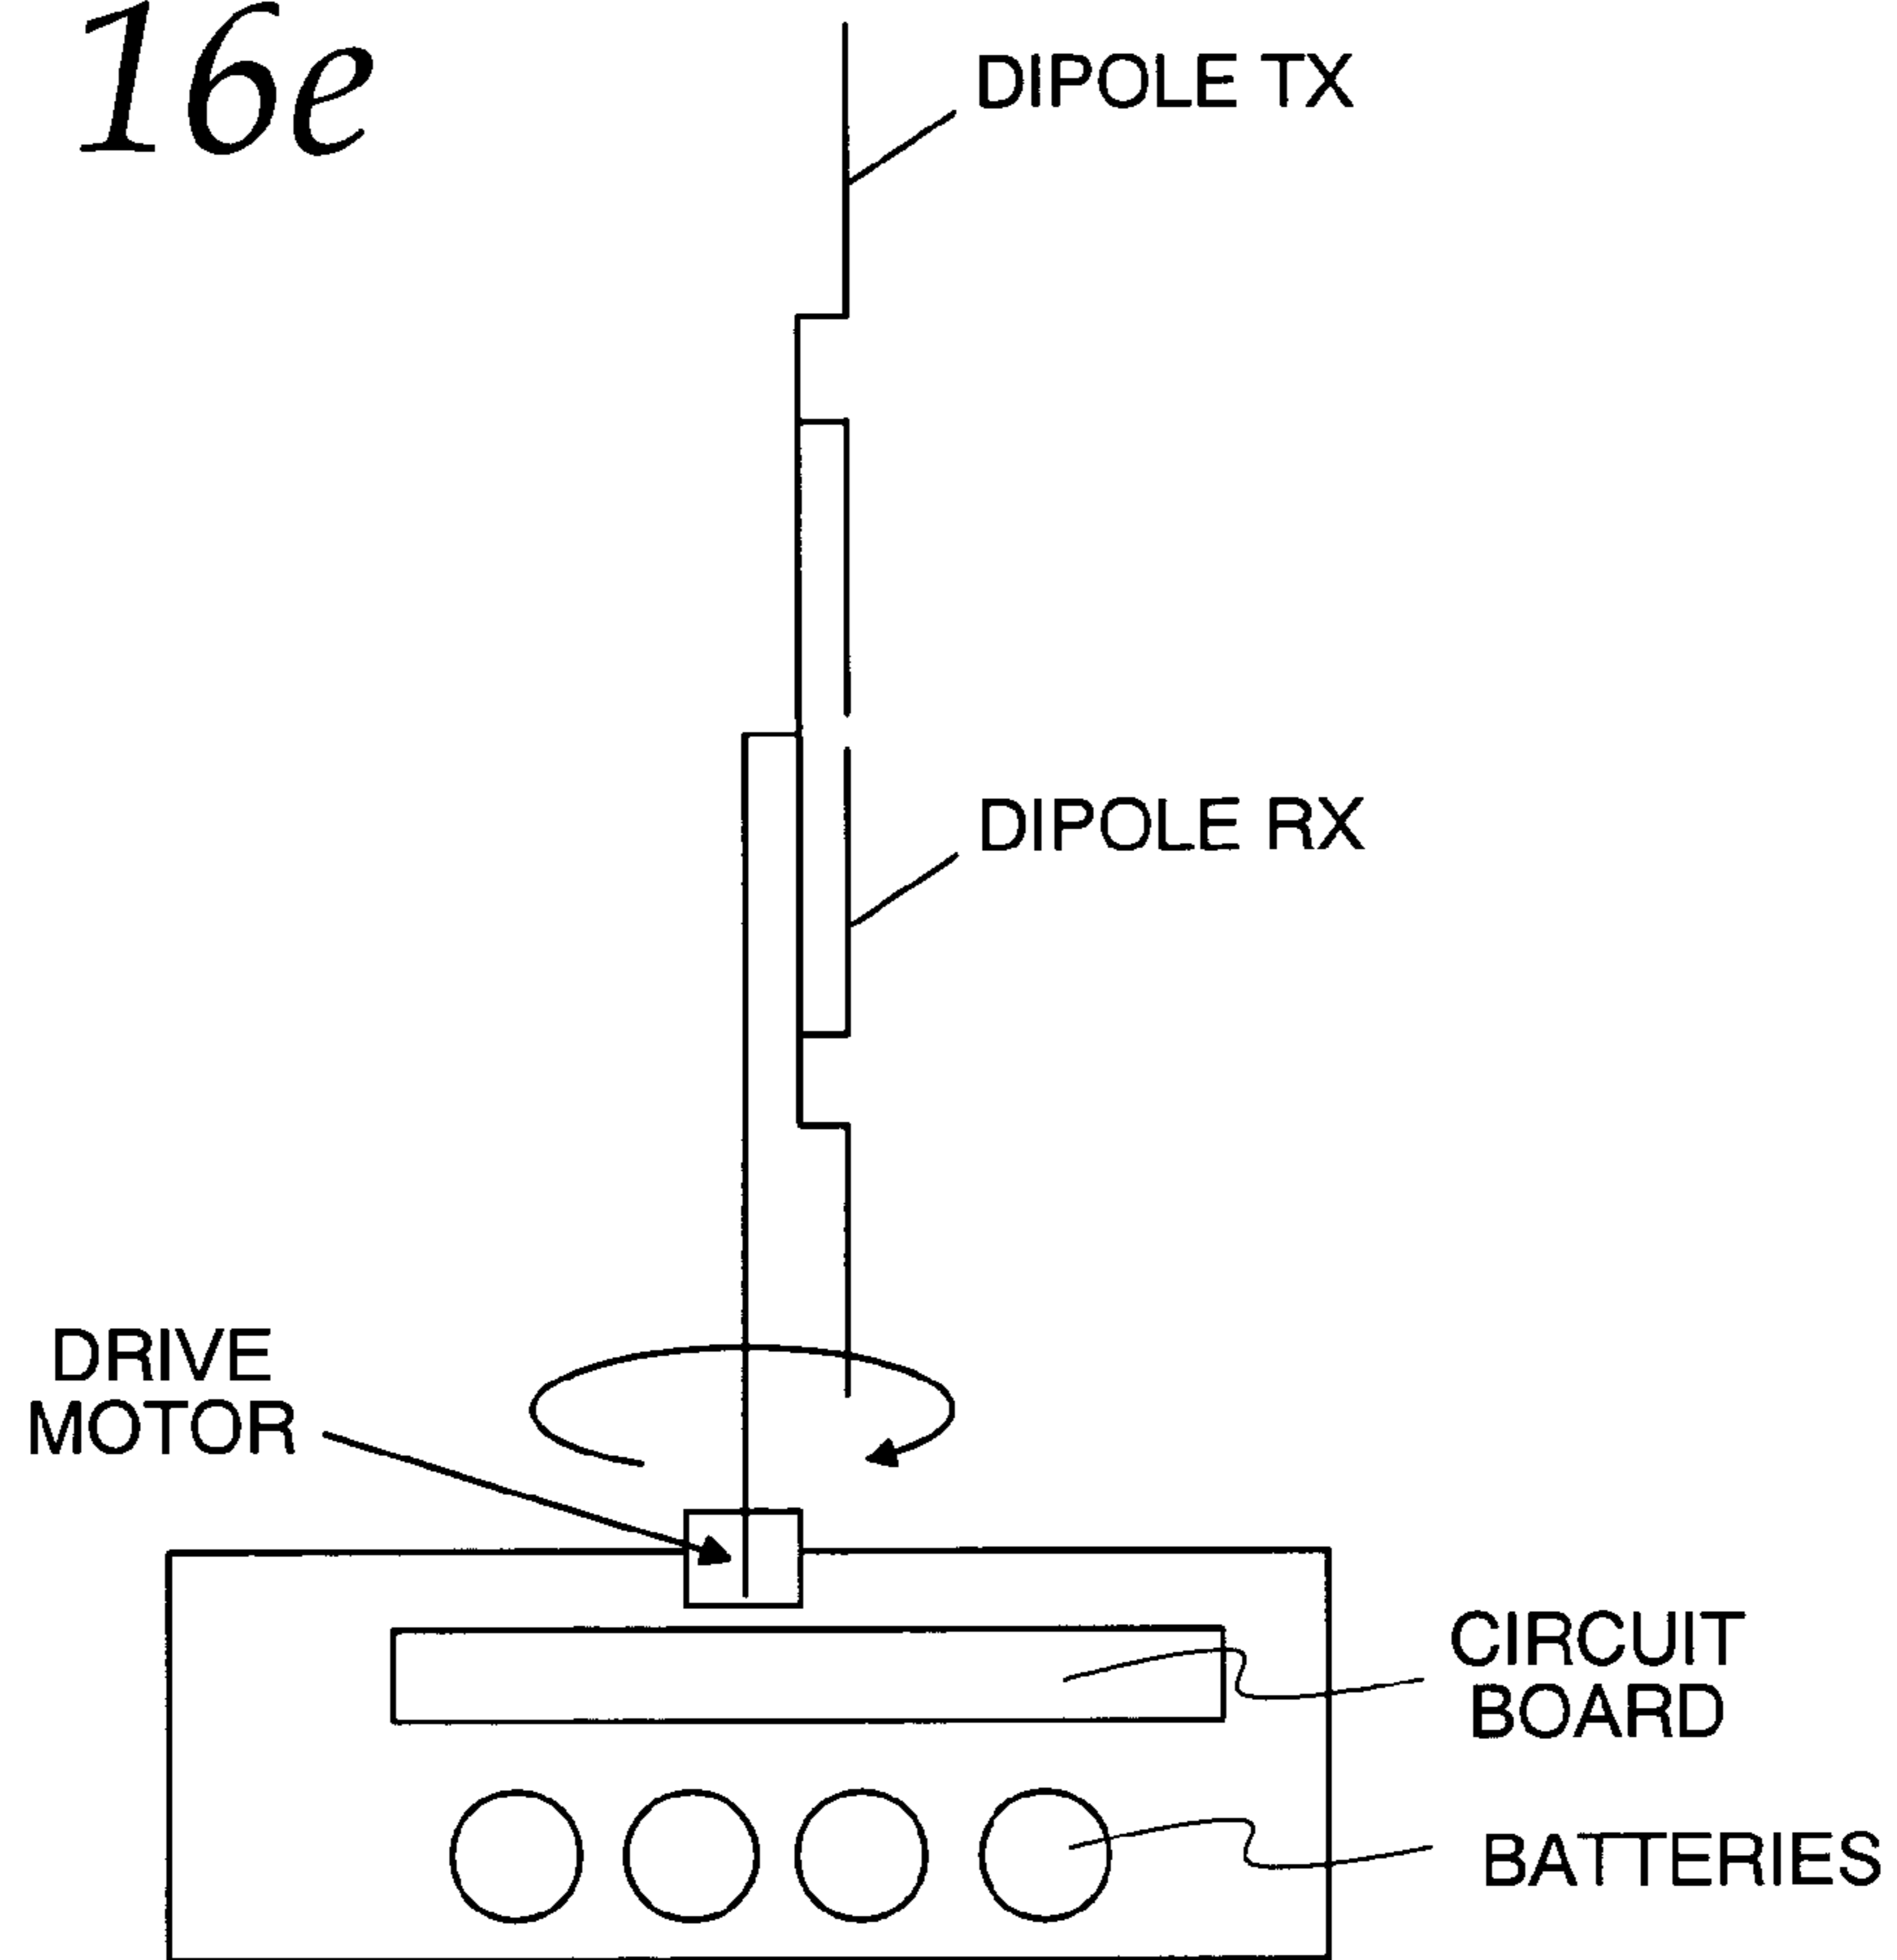 16e
DIPOLE TX
DIPOLE RX
DRIVE
MOTOR
CIRCUIT
BOARD
BATTERIES